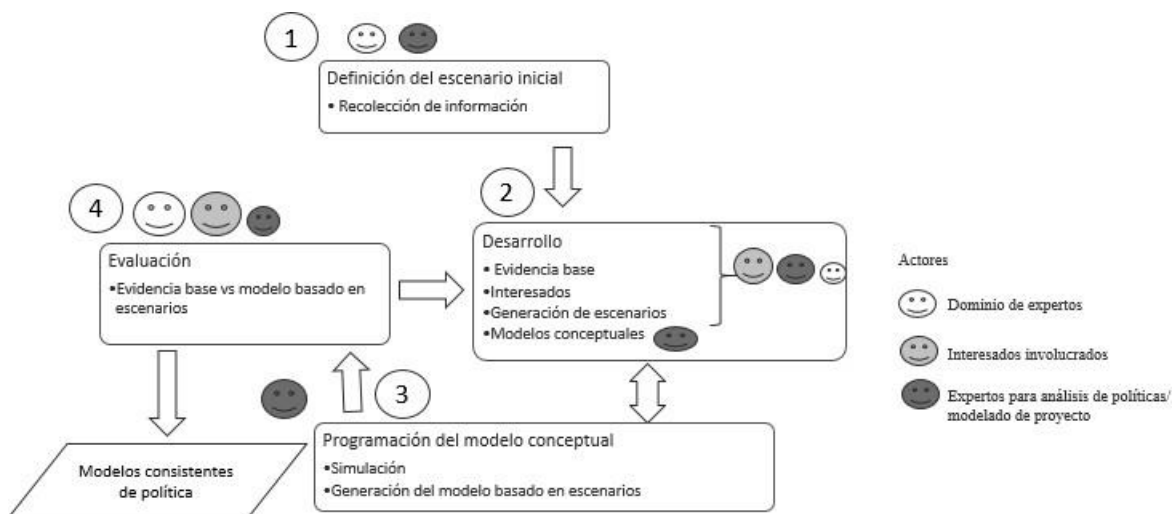 1
Definición del escenario inicial
• Recolección de información
2
Desarrollo
• Evidencia base
•Interesados
•Generación de escenarios
•Modelos conceptuales
3
Programación del modelo conceptual
•Simulación
•Generación del modelo basado en escenarios
4
Evaluación
•Evidencia base vs modelo basado en
escenarios
Modelos consistentes
de política
Actores
Dominio de expertos
Interesados involucrados
Expertos para análisis de políticas/
modelado de proyecto